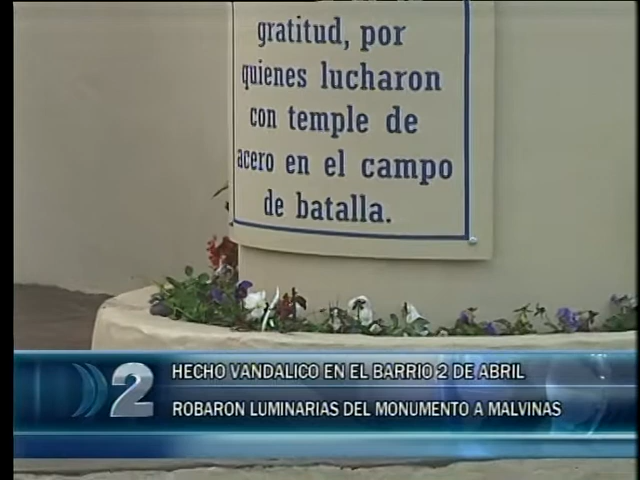 gratitud, por
quienes lucharon
con temple de
acero en el campo
de batalla.
2
HECHO VANDALICO EN EL BARRIO 2 DE ABRIL
ROBARON LUMINARIAS DEL MONUMENTO A MALVINAS